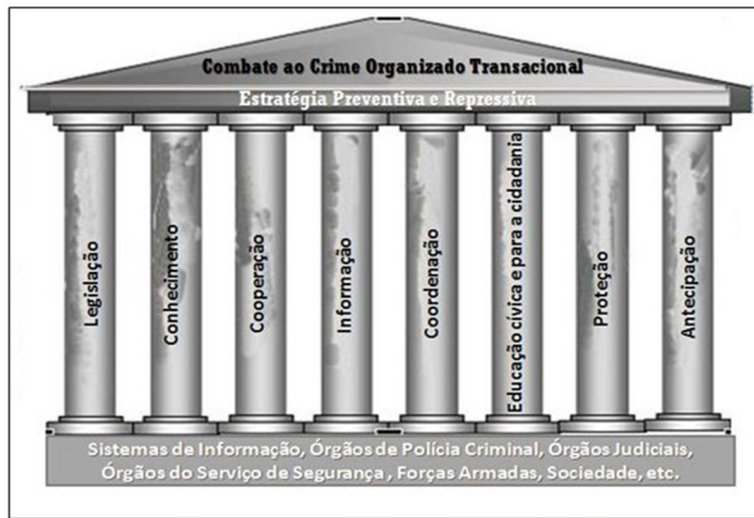 Combate ao Crime Organizado Transacional
Estratégia Preventiva e Repressiva
Legislação
Conhecimento
Cooperação
Informação
Coordenação
Educação cívica e para a cidadania
Proteção
Antecipação
Sistemas de Informação, Órgãos de Polícia Criminal, Órgãos Judiciais,
Órgãos do Serviço de Segurança , Forças Armadas, Sociedade, etc.